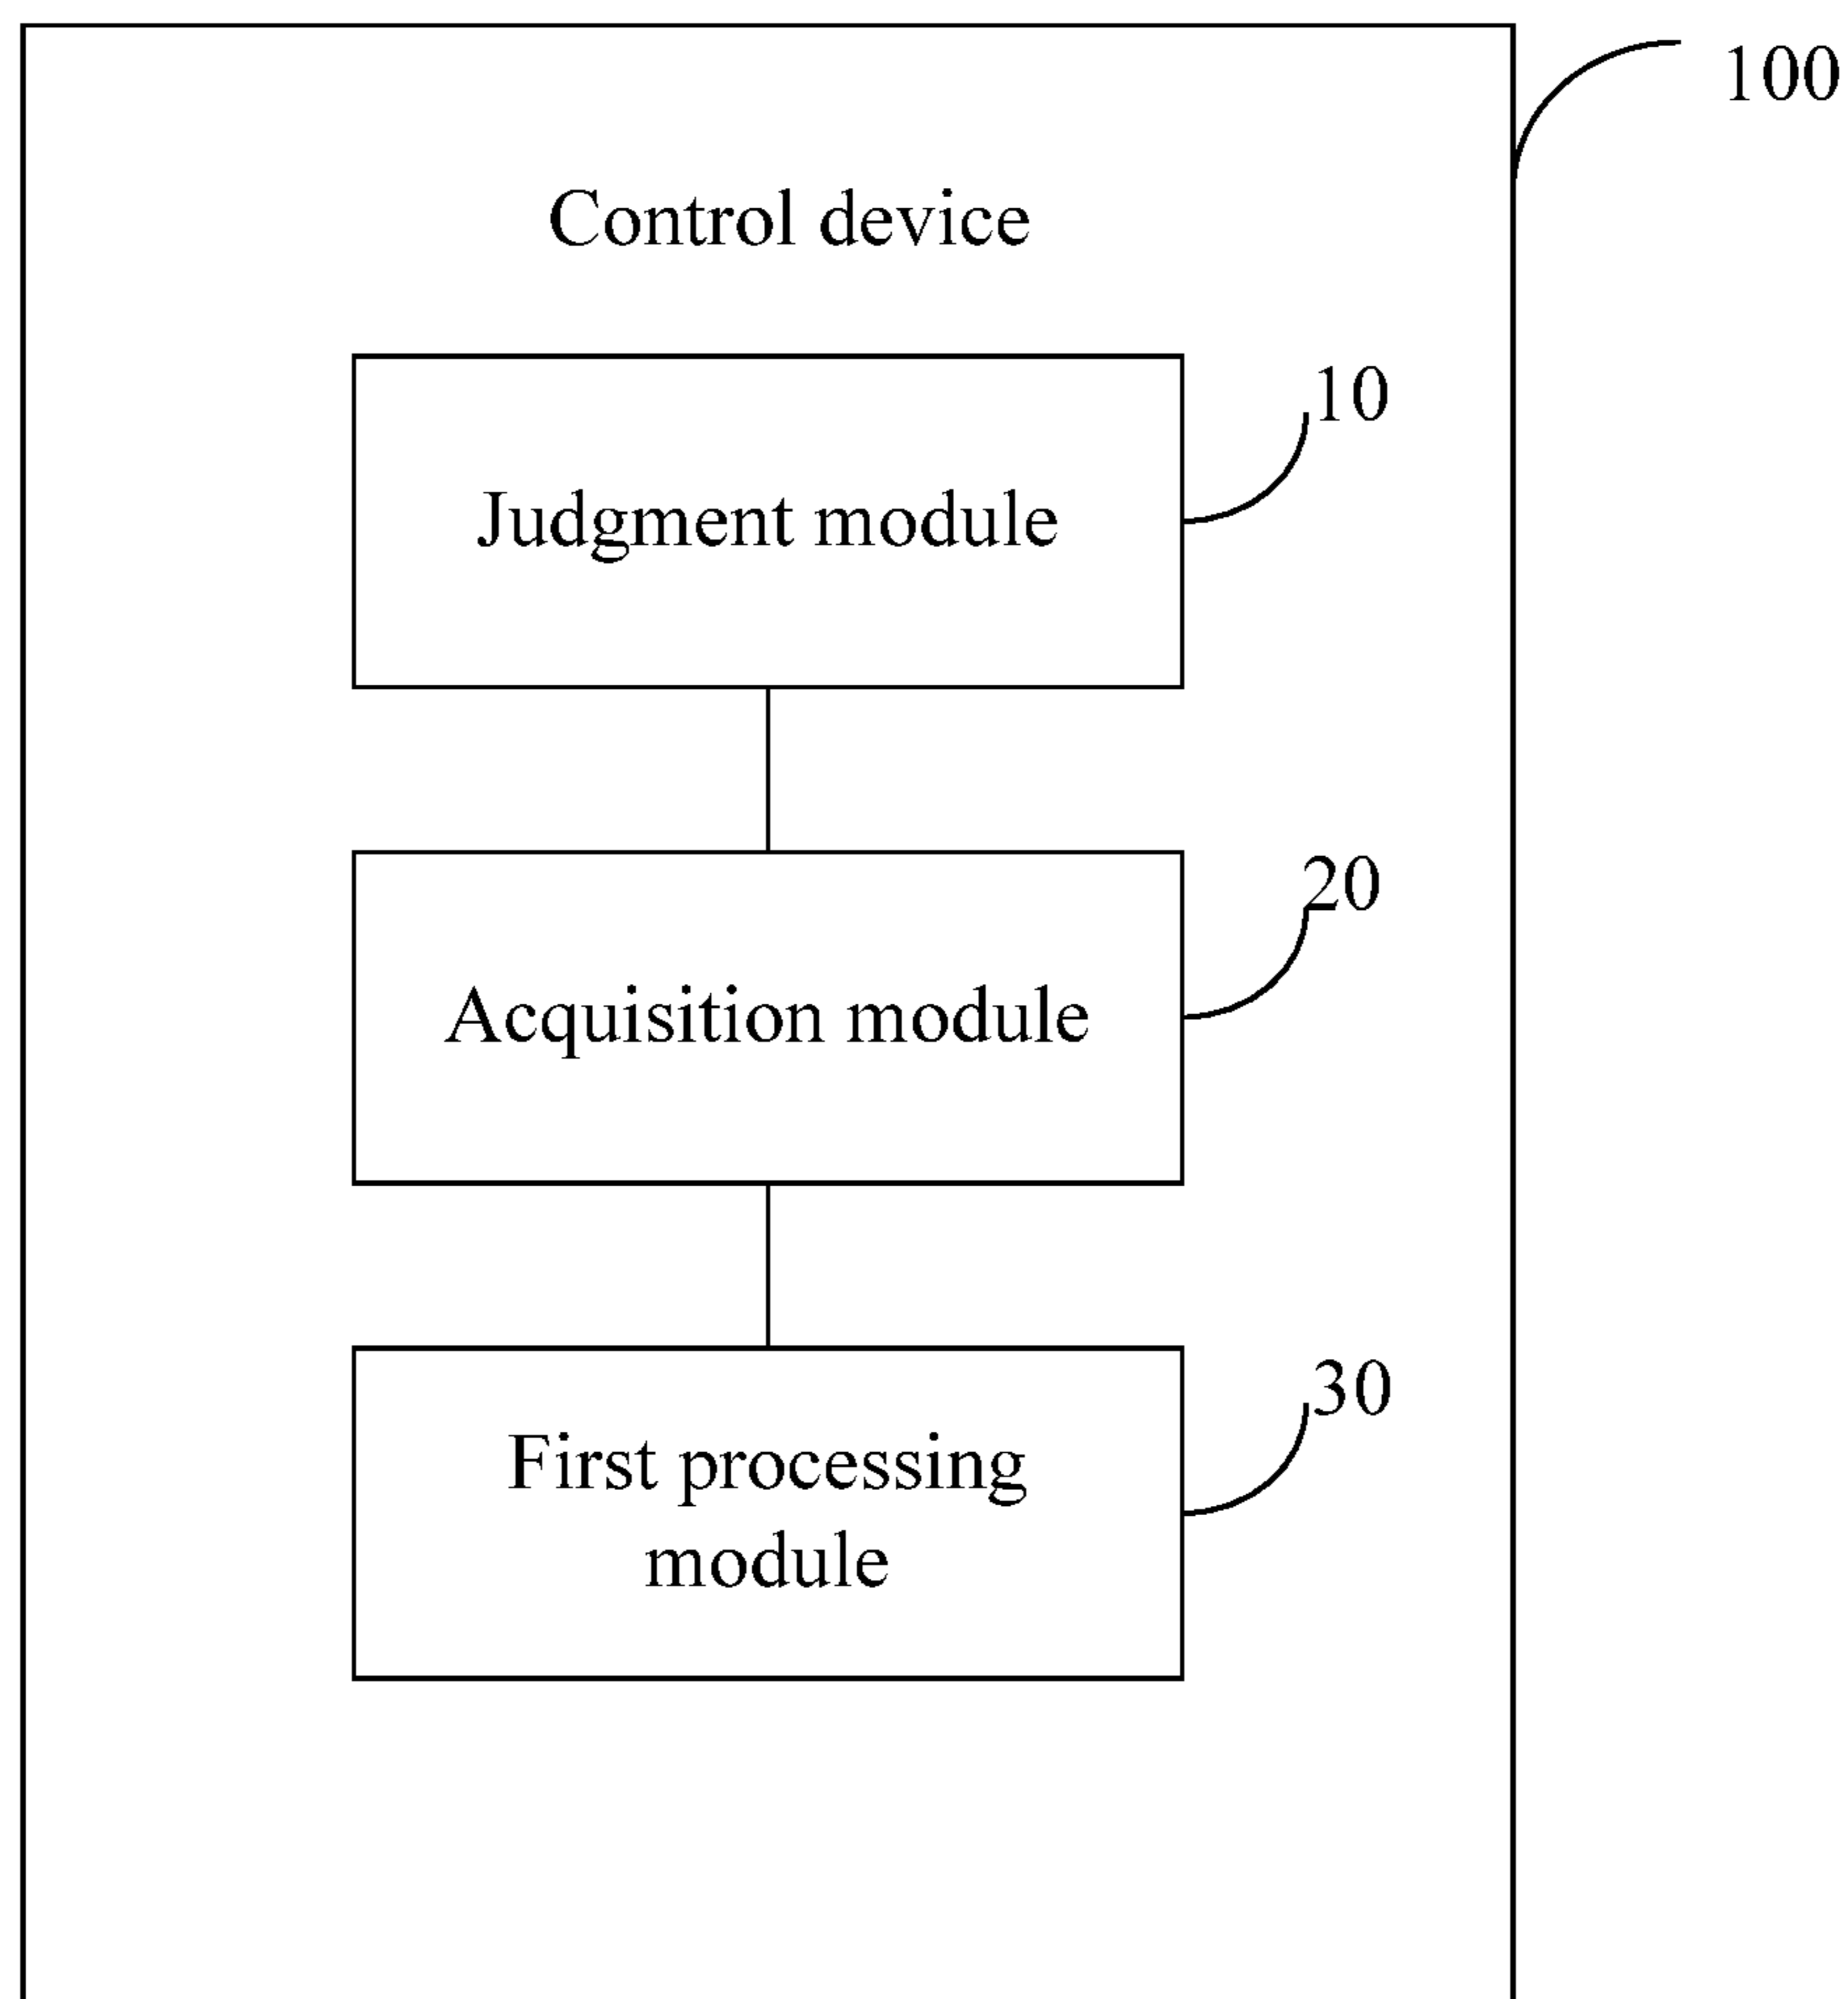 100
Control device
10
Judgment module
20
Acquisition module
30
First processing
module